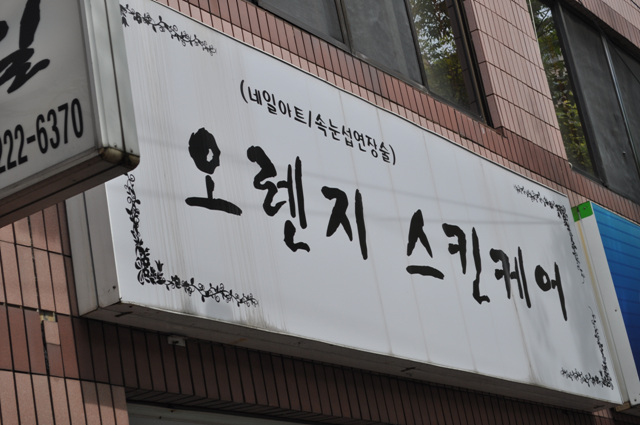 일
222-6370
(네일아트/속눈썹연장술)
오렌지 스킨케어